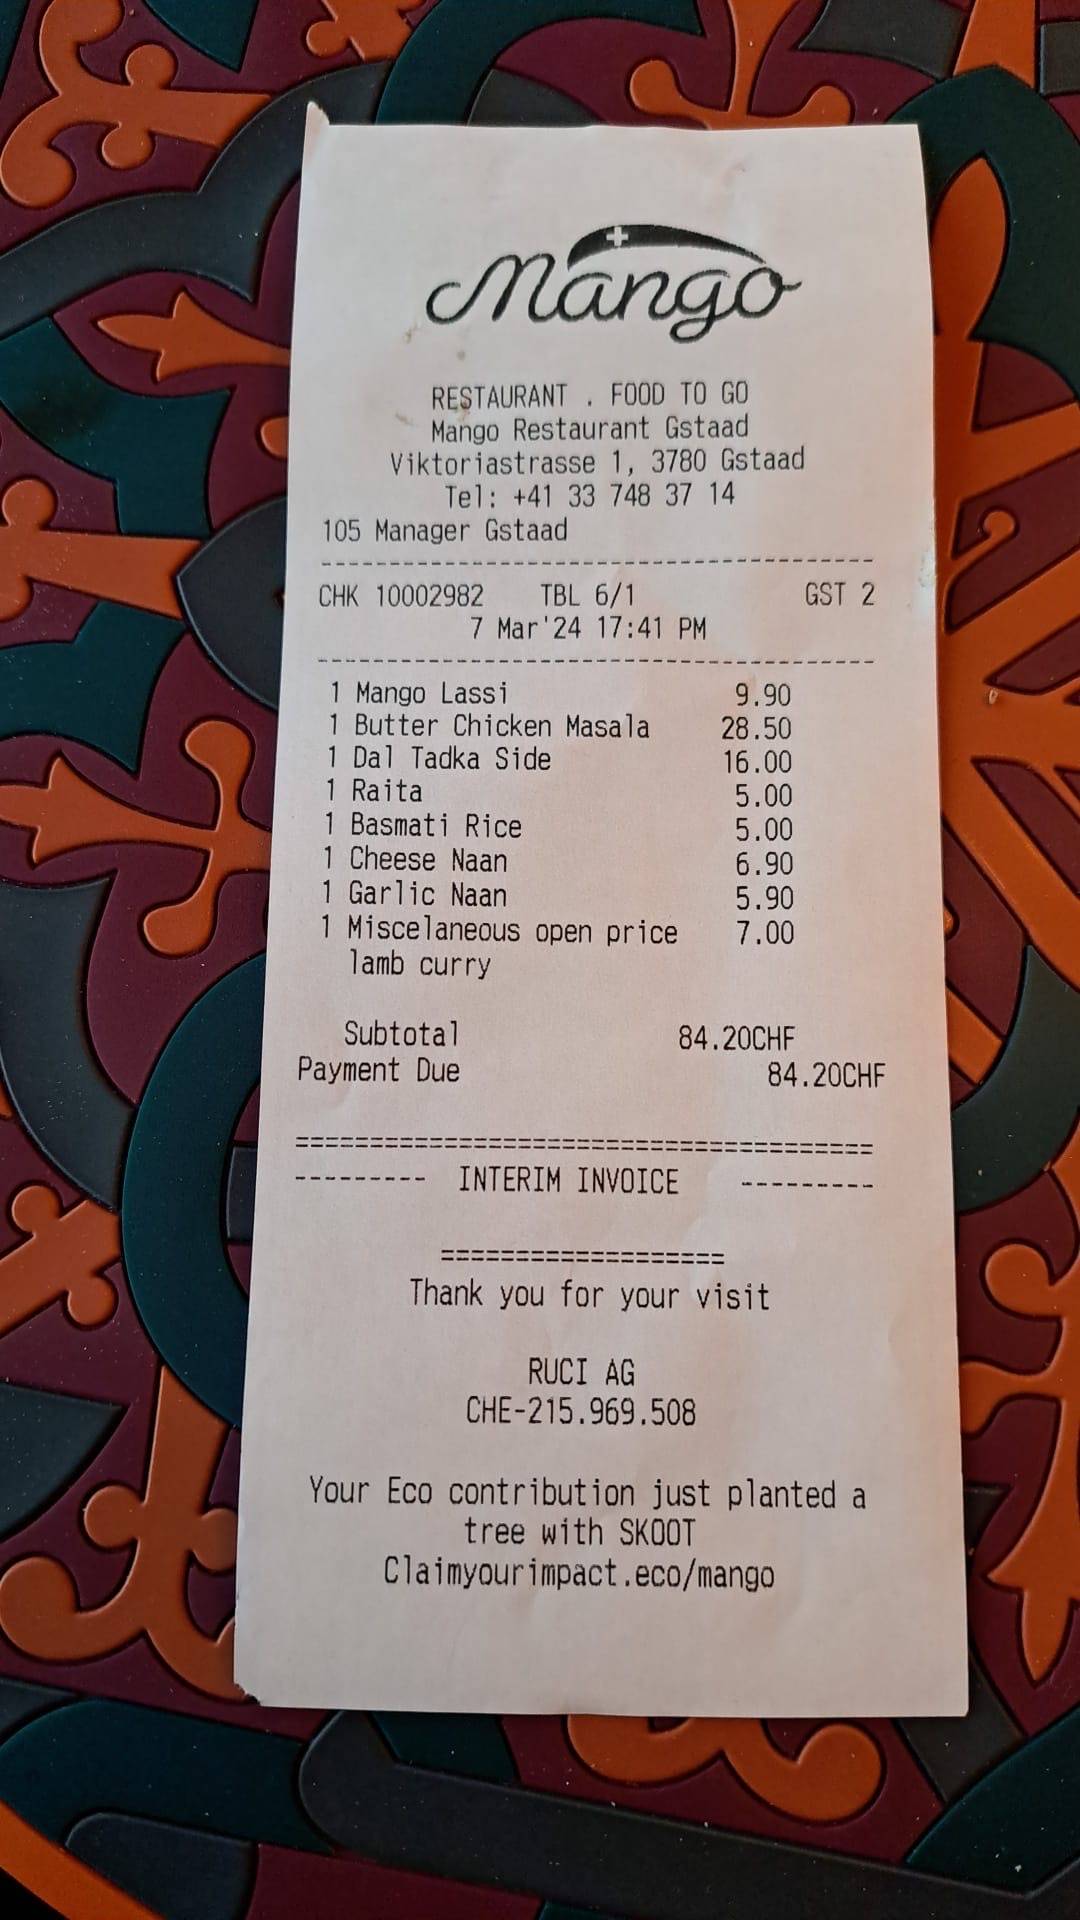 Mango
RESTAURANT . FOOD TO GO
Mango Restaurant Gstaad
Viktoriastrasse 1, 3780 Gstaad
Tel: +41 33 748 37 14
105 Manager Gstaad
---------------------------------------
CHK 10002982 TBL 6/1 GST 2
7 Mar'24 17:41 PM
---------------------------------------
1 Mango Lassi 9.90
1 Butter Chicken Masala 28.50
1 Dal Tadka Side 16.00
1 Raita 5.00
1 Basmati Rice 5.00
1 Cheese Naan 6.90
1 Garlic Naan 5.90
1 Miscelaneous open price 7.00
lamb curry
Subtotal 84.20CHF
Payment Due 84.20CHF
=======================================
--------- INTERIM INVOICE ---------
===================
Thank you for your visit
RUCI AG
CHE-215.969.508
Your Eco contribution just planted a
tree with SKOOT
Claimyourimpact.eco/mango